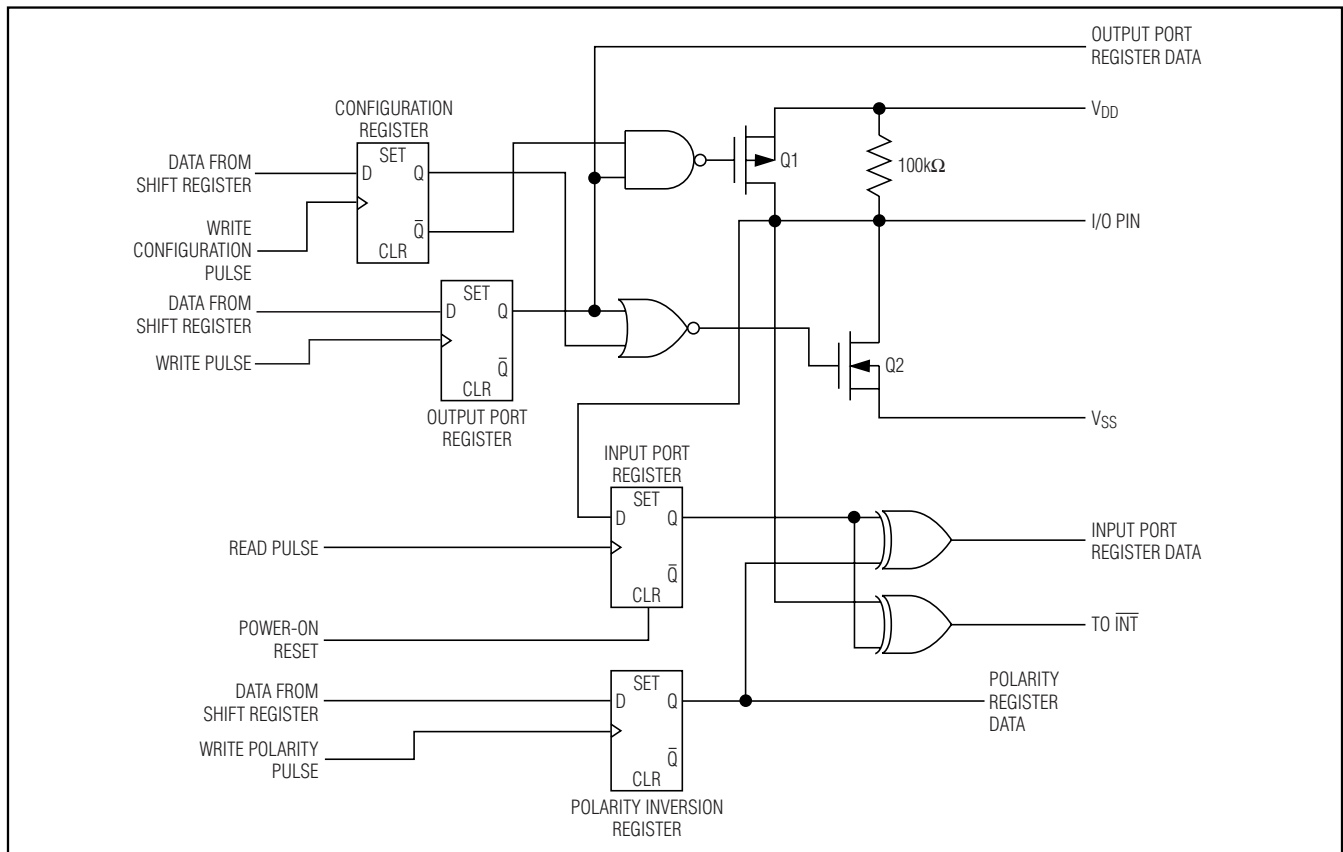 OUTPUT PORT
REGISTER DATA
CONFIGURATION
REGISTER
VDD
SET
DATA FROM
SHIFT REGISTER
D
Q
Q1
100kΩ
WRITE
CONFIGURATION
PULSE
Q̅
CLR
I/O PIN
DATA FROM
SHIFT REGISTER
SET
D
Q
WRITE PULSE
Q̅
CLR
Q2
OUTPUT PORT
REGISTER
VSS
INPUT PORT
REGISTER
SET
D
Q
READ PULSE
Q̅
CLR
INPUT PORT
REGISTER DATA
POWER-ON
RESET
TO I̅N̅T̅
DATA FROM
SHIFT REGISTER
SET
D
Q
POLARITY
REGISTER
DATA
WRITE POLARITY
PULSE
Q̅
CLR
POLARITY INVERSION
REGISTER